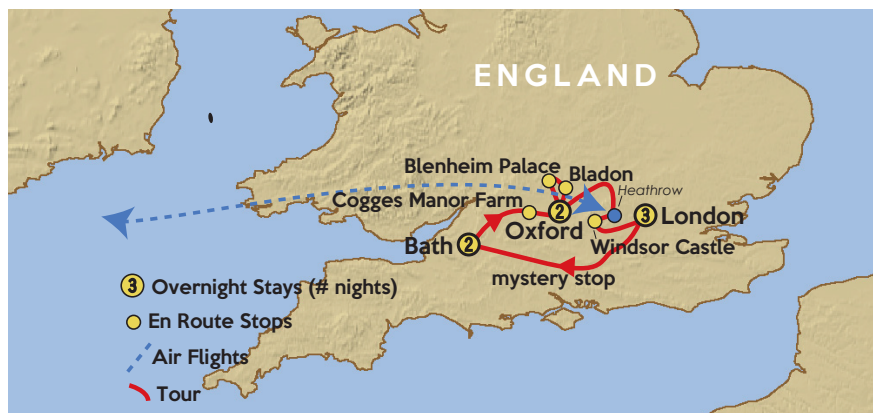 ENGLAND
Blenheim Palace
Bladon
Heathrow
Cogges Manor Farm
2
Oxford
3 London
Bath 2
Windsor Castle
mystery stop
3 Overnight Stays (# nights)
En Route Stops
Air Flights
Tour